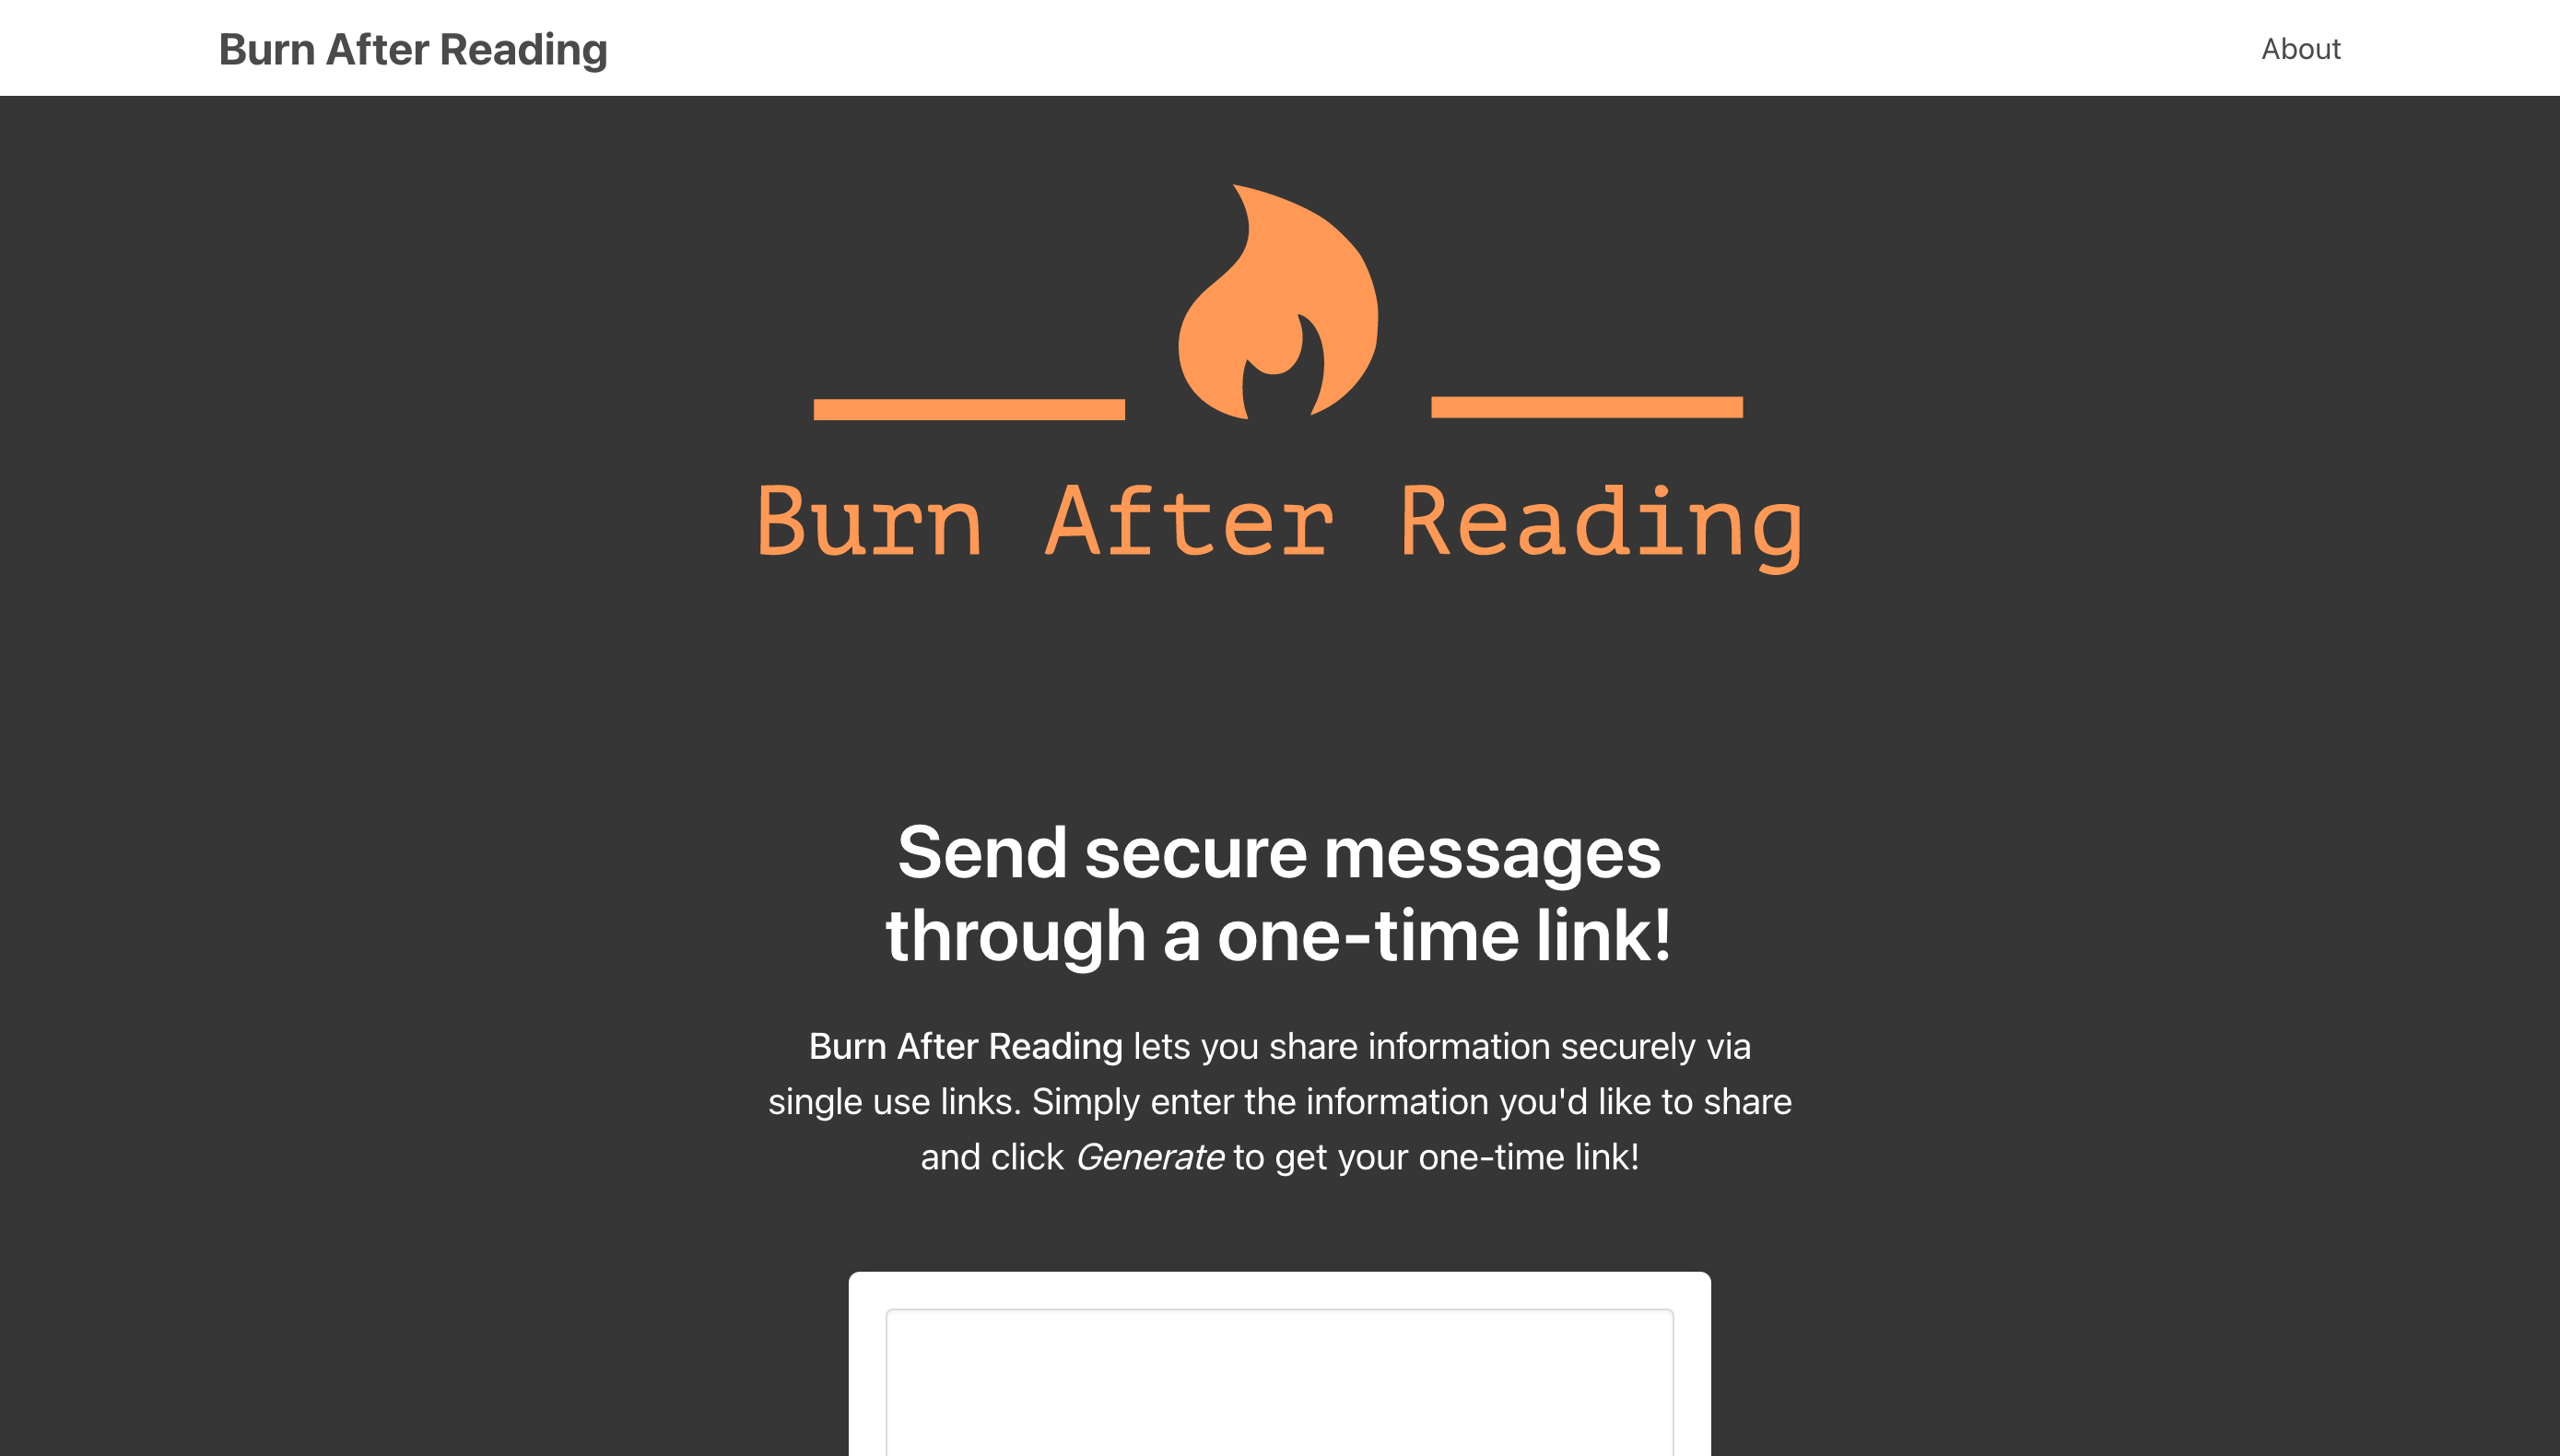 Burn After Reading
About
Burn After Reading
Send secure messages
through a one-time link!
Burn After Reading lets you share information securely via
single use links. Simply enter the information you'd like to share
and click Generate to get your one-time link!